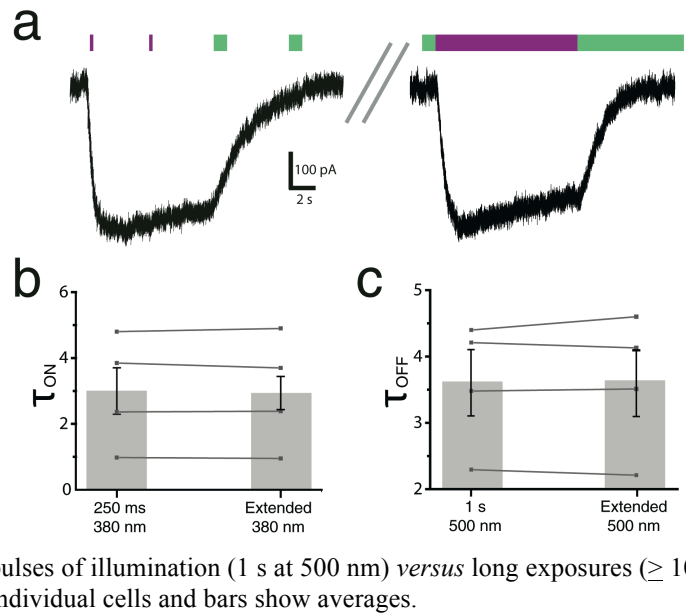 a
100 pA
2 s
b
c
τON
6
4
2
0
250 ms
380 nm
Extended
380 nm
τOFF
5
4
3
2
1 s
500 nm
Extended
500 nm
pulses of illumination (1 s at 500 nm) versus long exposures (≥ 10
individual cells and bars show averages.